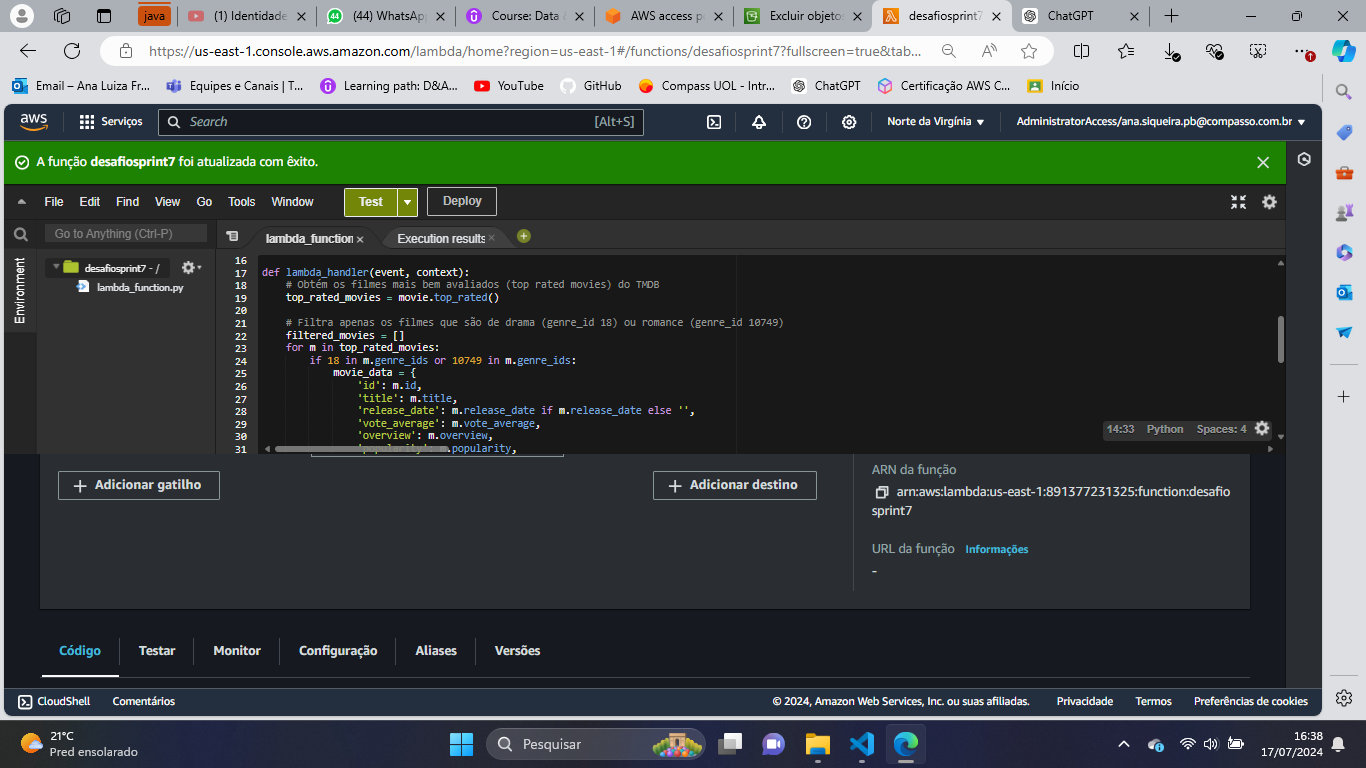 java
(1) Identidade
(44) WhatsAp
Course: Data
AWS access p
Excluir objetos
desafiosprint7
ChatGPT
https://us-east-1.console.aws.amazon.com/lambda/home?region=us-east-1#/functions/desafiosprint7?fullscreen=true&tab...
Email – Ana Luiza Fr...
Equipes e Canais | T...
Learning path: D&A...
YouTube
GitHub
Compass UOL - Intr...
ChatGPT
Certificação AWS C...
Início
aws
Serviços
Search
[Alt+S]
Norte da Virgínia
AdministratorAccess/ana.siqueira.pb@compasso.com.br
A função desafiosprint7 foi atualizada com êxito.
File Edit Find View Go Tools Window
Test
Deploy
Go to Anything (Ctrl-P)
lambda_function
Execution results
Environment
desafiosprint7 - /
lambda_function.py
16
17 def lambda_handler(event, context):
18 # Obtém os filmes mais bem avaliados (top rated movies) do TMDB
19 top_rated_movies = movie.top_rated()
20
21 # Filtra apenas os filmes que são de drama (genre_id 18) ou romance (genre_id 10749)
22 filtered_movies = []
23 for m in top_rated_movies:
24 if 18 in m.genre_ids or 10749 in m.genre_ids:
25 movie_data = {
26 'id': m.id,
27 'title': m.title,
28 'release_date': m.release_date if m.release_date else '',
29 'vote_average': m.vote_average,
30 'overview': m.overview,
31 'popularity': m.popularity,
14:33 Python Spaces: 4
Adicionar gatilho
Adicionar destino
ARN da função
arn:aws:lambda:us-east-1:891377231325:function:desafio
sprint7
URL da função Informações
-
Código
Testar
Monitor
Configuração
Aliases
Versões
CloudShell
Comentários
© 2024, Amazon Web Services, Inc. ou suas afiliadas.
Privacidade
Termos
Preferências de cookies
21°C
Pred ensolarado
Pesquisar
16:38
17/07/2024